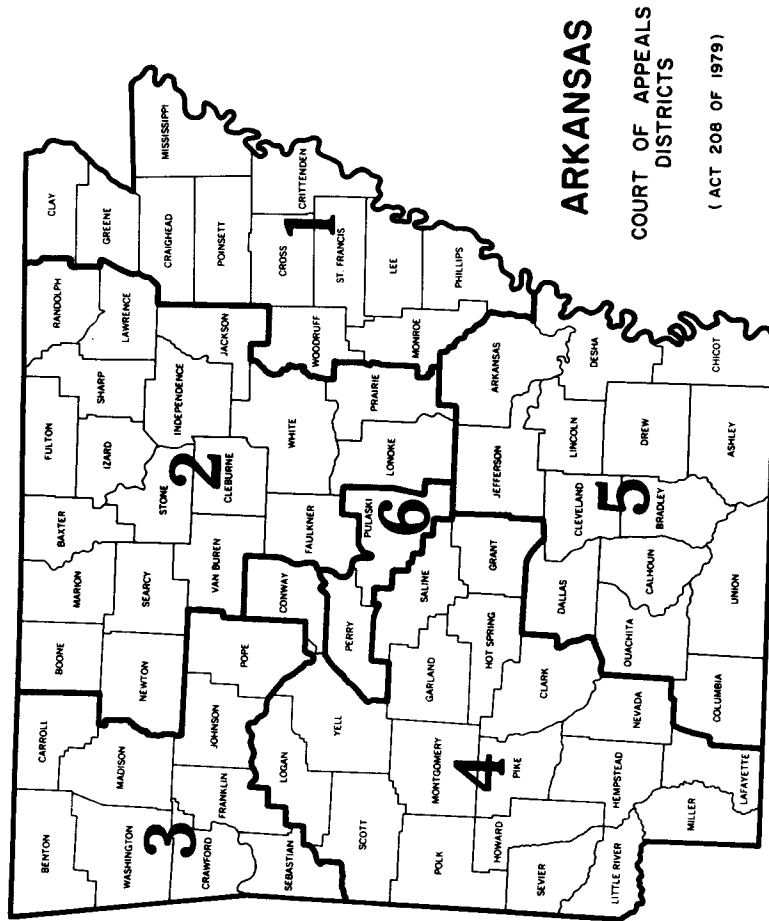 ARKANSAS
COURT OF APPEALS
DISTRICTS
( ACT 208 OF 1979)
BENTON
CARROLL
BOONE
MARION
BAXTER
FULTON
RANDOLPH
CLAY
WASHINGTON
MADISON
NEWTON
SEARCY
STONE
IZARD
SHARP
LAWRENCE
GREENE
3
2
CRAWFORD
FRANKLIN
JOHNSON
POPE
VAN BUREN
CLEBURNE
INDEPENDENCE
JACKSON
CRAIGHEAD
MISSISSIPPI
POINSETT
SEBASTIAN
LOGAN
CONWAY
FAULKNER
WHITE
WOODRUFF
CROSS
CRITTENDEN
1
ST. FRANCIS
SCOTT
YELL
PERRY
PULASKI
6
LONOKE
PRAIRIE
MONROE
LEE
PHILLIPS
POLK
MONTGOMERY
GARLAND
SALINE
HOT SPRING
GRANT
JEFFERSON
ARKANSAS
4
HOWARD
PIKE
CLARK
DALLAS
CLEVELAND
LINCOLN
DESHA
5
SEVIER
HEMPSTEAD
NEVADA
OUACHITA
CALHOUN
BRADLEY
DREW
LITTLE RIVER
MILLER
LAFAYETTE
COLUMBIA
UNION
ASHLEY
CHICOT